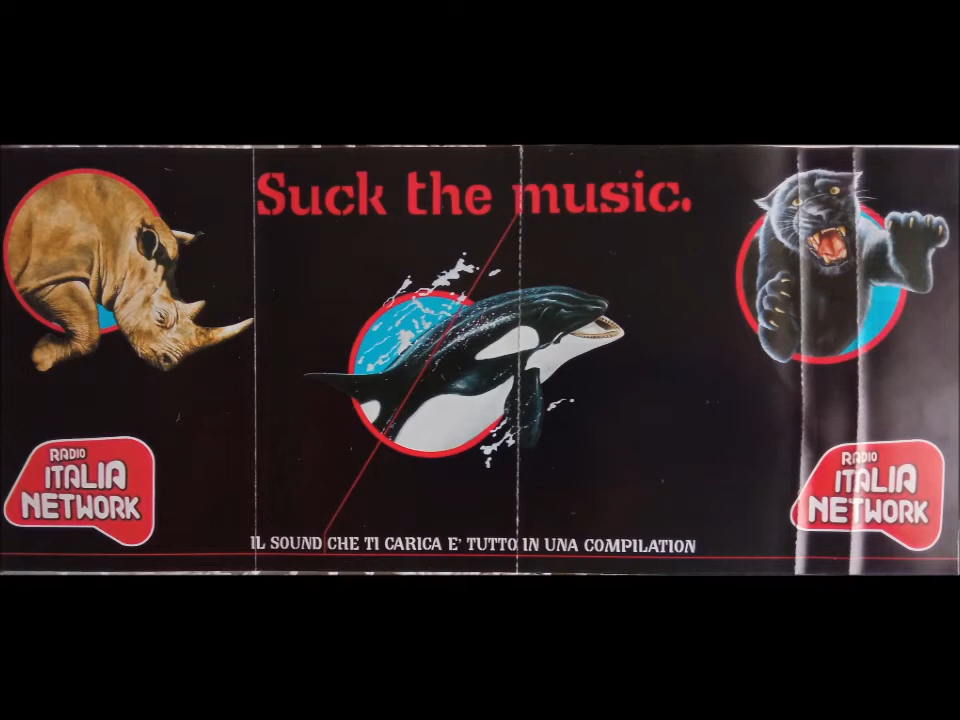 Suck the music.
RADIO
ITALIA
NETWORK
RADIO
ITALIA
NETWORK
IL SOUND CHE TI CARICA E' TUTTO IN UNA COMPILATION